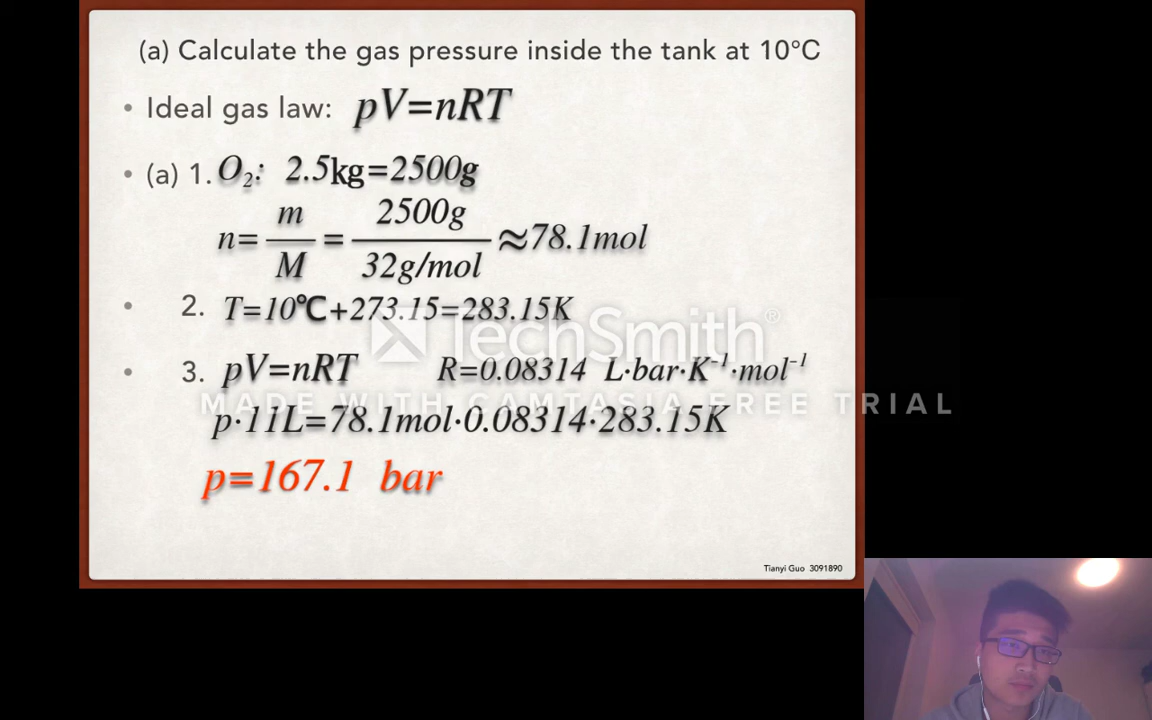 (a) Calculate the gas pressure inside the tank at 10°C
• Ideal gas law: pV=nRT
• (a) 1. O₂: 2.5kg=2500g
n= m/M = 2500g/32g/mol ≈78.1mol
• 2. T=10℃+273.15=283.15K
TechSmith®
• 3. pV=nRT R=0.08314 L·bar·K⁻¹·mol⁻¹
MADE WITH CAMTASIA FREE TRIAL
p·11L=78.1mol·0.08314·283.15K
p=167.1 bar
Tianyi Guo 3091890